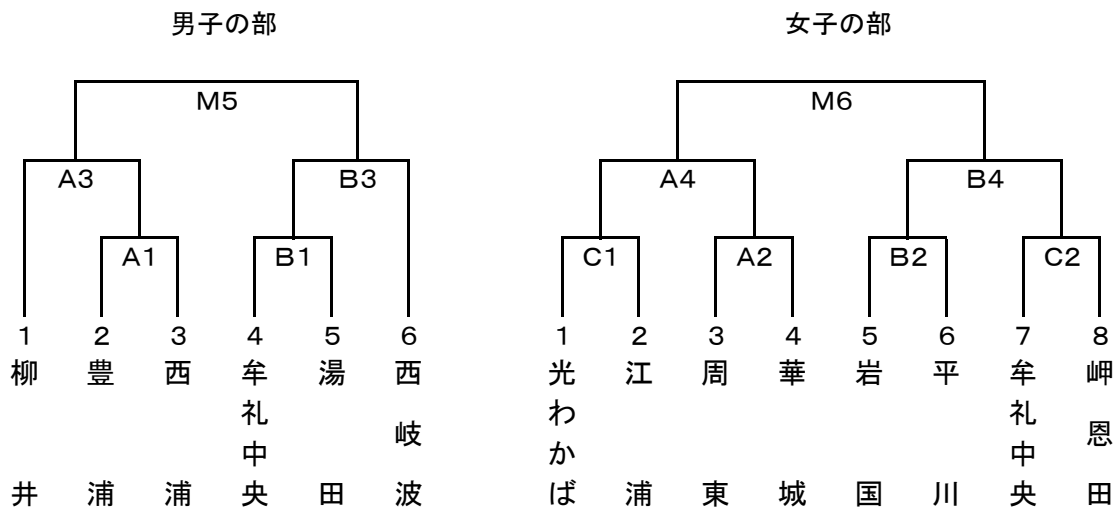 男子の部
M5
A3
B3
A1
B1
1
2
3
4
5
6
柳井
豊浦
西浦
牟礼中央
湯田
西岐波
女子の部
M6
A4
B4
C1
A2
B2
C2
1
2
3
4
5
6
7
8
光わかば
江浦
周東
華城
岩国
平川
牟礼中央
岬恩田